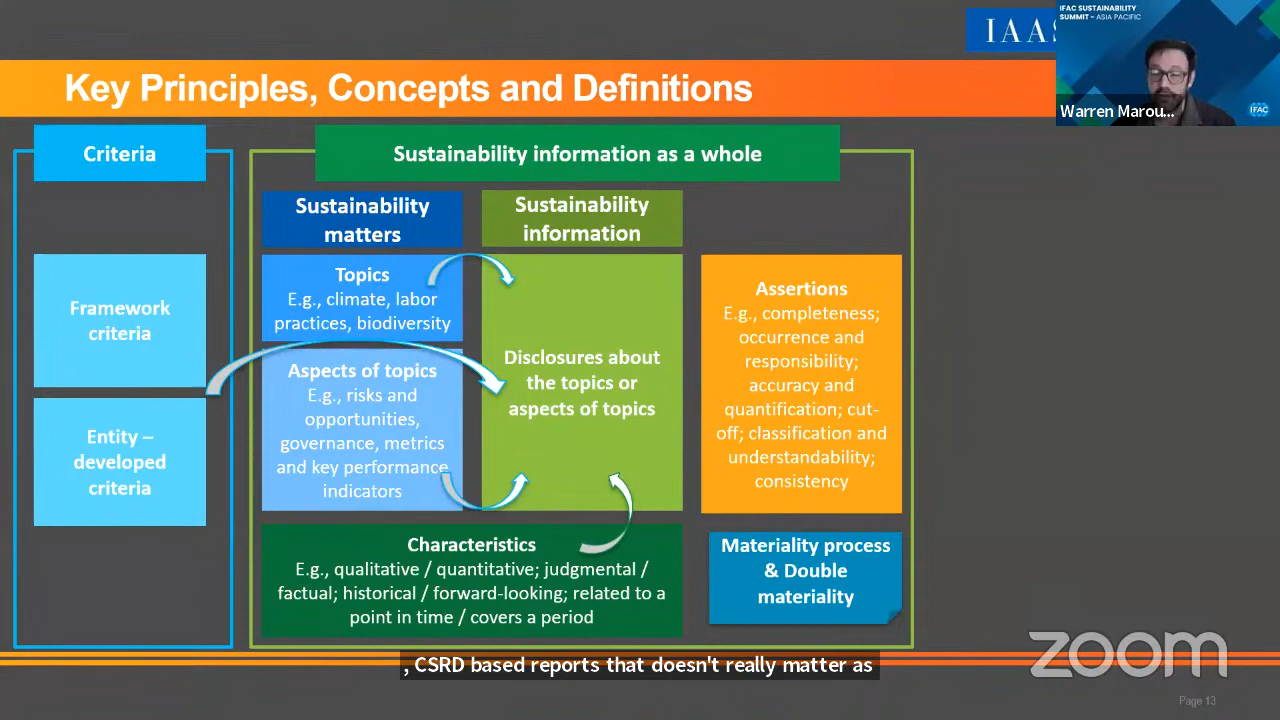 IAAS
IFAC SUSTAINABILITY
SUMMIT - ASIA PACIFIC
Warren Marou...
IFAC
Key Principles, Concepts and Definitions
Criteria
Framework
criteria
Entity –
developed
criteria
Sustainability information as a whole
Sustainability
matters
Topics
E.g., climate, labor
practices, biodiversity
Aspects of topics
E.g., risks and
opportunities,
governance, metrics
and key performance
indicators
Sustainability
information
Disclosures about
the topics or
aspects of topics
Characteristics
E.g., qualitative / quantitative; judgmental /
factual; historical / forward-looking; related to a
point in time / covers a period
Assertions
E.g., completeness;
occurrence and
responsibility;
accuracy and
quantification; cut-
off; classification and
understandability;
consistency
Materiality process
& Double
materiality
, CSRD based reports that doesn't really matter as
zoom
Page 13